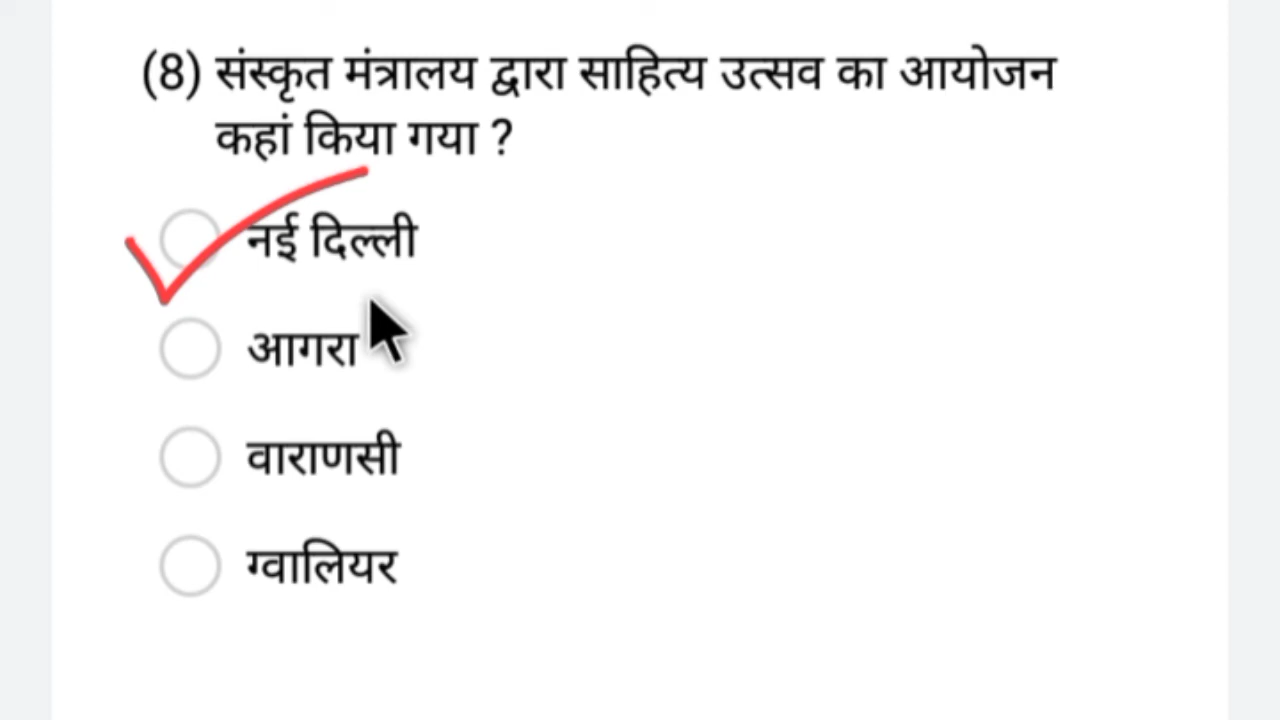 (8) संस्कृत मंत्रालय द्वारा साहित्य उत्सव का आयोजन
कहां किया गया ?
नई दिल्ली
आगरा
वाराणसी
ग्वालियर